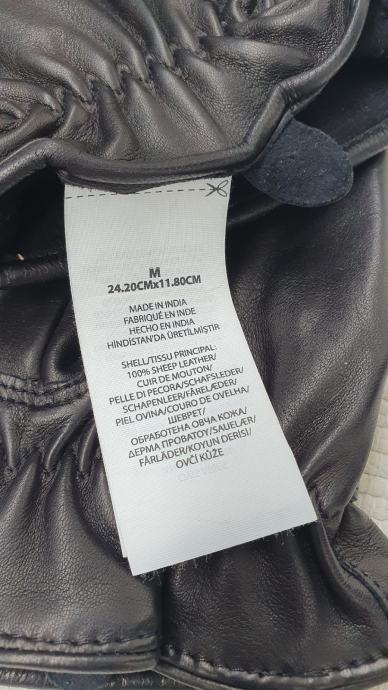 M
24.20CMx11.80CM
MADE IN INDIA
FABRIQUÉ EN INDE
HECHO EN INDIA
HİNDİSTAN'DA ÜRETİLMİŞTİR
SHELL/TISSU PRINCIPAL:
100% SHEEP LEATHER/
CUIR DE MOUTON/
PELLE DI PECORA/SCHAFSLEDER/
SCHAPENLEER/FÅRELÆDER/
PIEL OVINA/COURO DE OVELHA/
ШЕВРЕТ/
ОБРАБОТЕНА ОВЧА КОЖА/
ΔΕΡΜΑ ΠΡΟΒΑΤΟΥ/SAUELÆR/
FÅRLÄDER/KOYUN DERİSİ/
OVČÍ KŮŽE